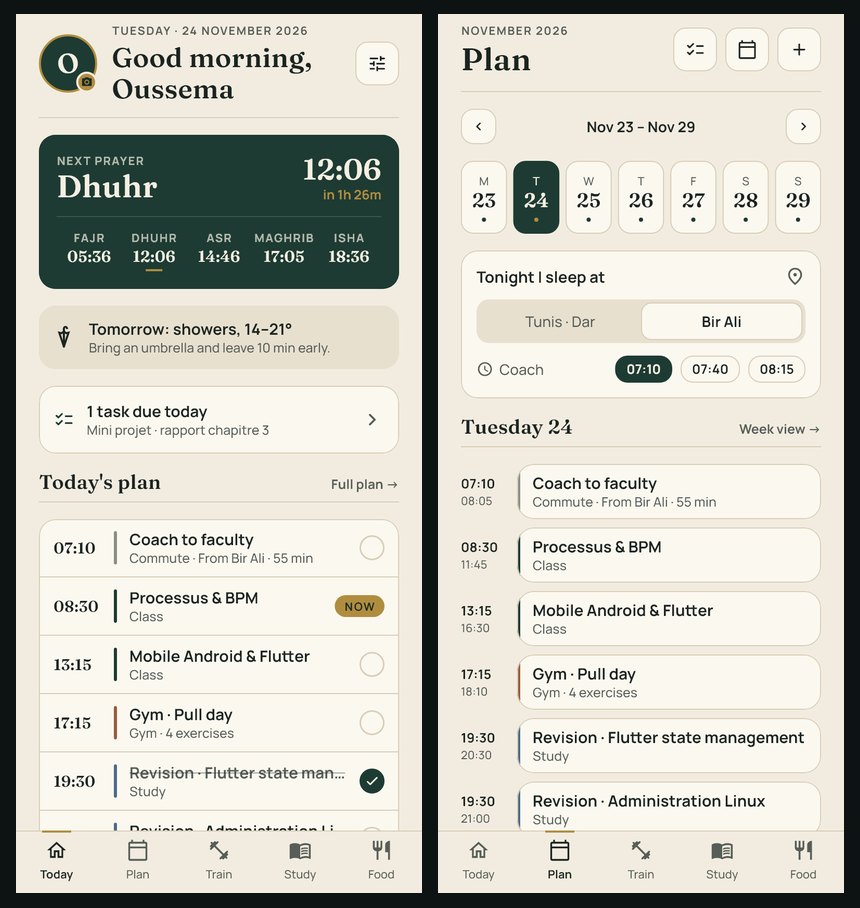 TUESDAY · 24 NOVEMBER 2026
O
Good morning,
Oussema
NEXT PRAYER
Dhuhr
12:06
in 1h 26m
FAJR DHUHR ASR MAGHRIB ISHA
05:36 12:06 14:46 17:05 18:36
Tomorrow: showers, 14–21°
Bring an umbrella and leave 10 min early.
1 task due today
Mini projet · rapport chapitre 3
Today's plan
Full plan →
07:10
Coach to faculty
Commute · From Bir Ali · 55 min
08:30
Processus & BPM
Class
NOW
13:15
Mobile Android & Flutter
Class
17:15
Gym · Pull day
Gym · 4 exercises
19:30
Revision · Flutter state man...
Study
Revision · Administration Li...
Today Plan Train Study Food
NOVEMBER 2026
Plan
Nov 23 – Nov 29
M T W T F S S
23 24 25 26 27 28 29
Tonight I sleep at
Tunis · Dar
Bir Ali
Coach
07:10 07:40 08:15
Tuesday 24
Week view →
07:10
08:05
Coach to faculty
Commute · From Bir Ali · 55 min
08:30
11:45
Processus & BPM
Class
13:15
16:30
Mobile Android & Flutter
Class
17:15
18:10
Gym · Pull day
Gym · 4 exercises
19:30
20:30
Revision · Flutter state management
Study
19:30
21:00
Revision · Administration Linux
Study
Today Plan Train Study Food